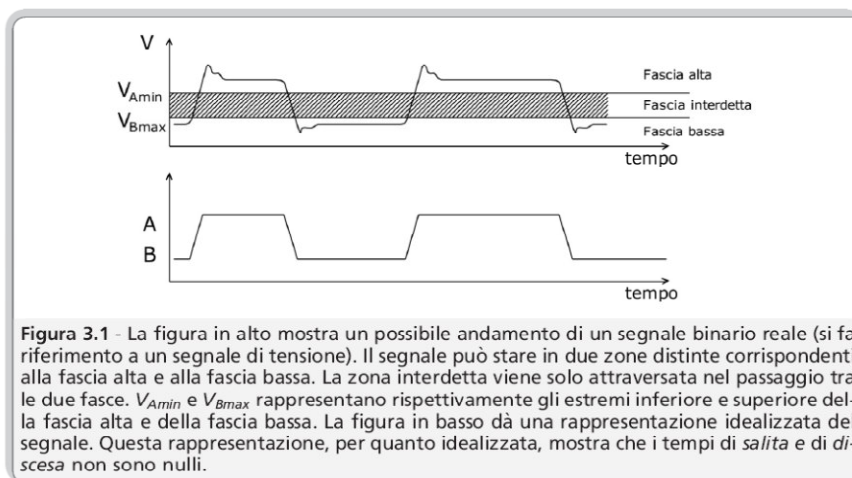 V
Fascia alta
VAmin
Fascia interdetta
VBmax
Fascia bassa
tempo
A
B
tempo
Figura 3.1 - La figura in alto mostra un possibile andamento di un segnale binario reale (si fa
riferimento a un segnale di tensione). Il segnale può stare in due zone distinte corrispondenti
alla fascia alta e alla fascia bassa. La zona interdetta viene solo attraversata nel passaggio tra
le due fasce. VAmin e VBmax rappresentano rispettivamente gli estremi inferiore e superiore del-
la fascia alta e della fascia bassa. La figura in basso dà una rappresentazione idealizzata del
segnale. Questa rappresentazione, per quanto idealizzata, mostra che i tempi di salita e di di-
scesa non sono nulli.